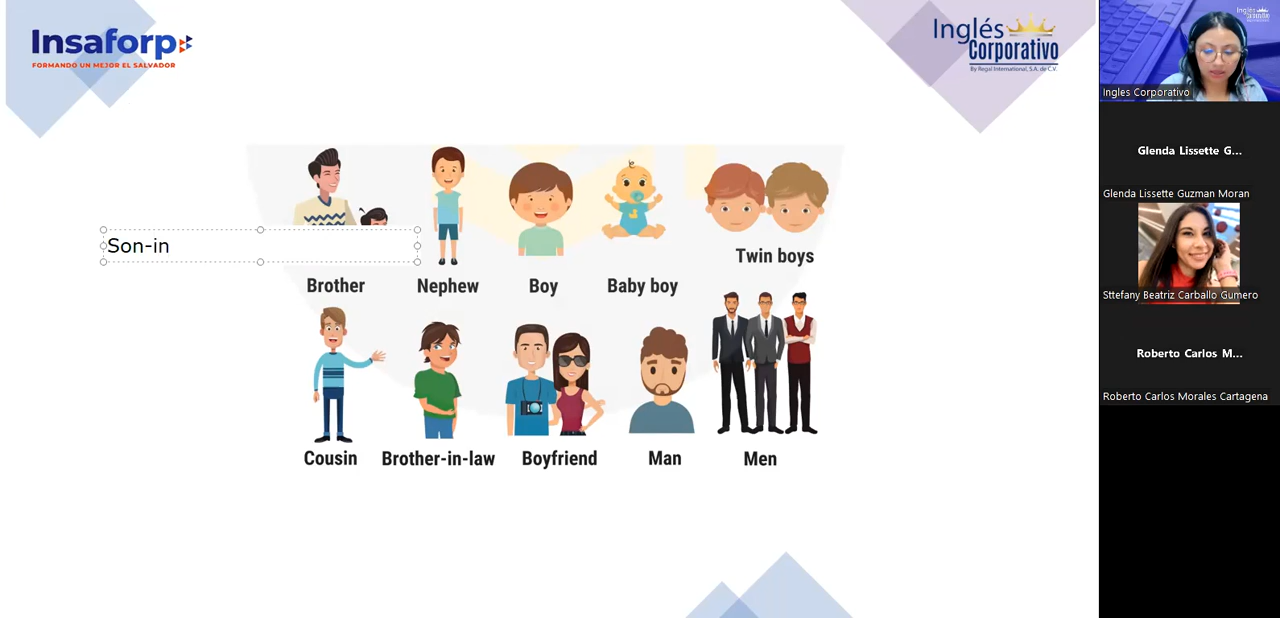 Insaforp
FORMANDO UN MEJOR EL SALVADOR
Inglés
Corporativo
By Regal International, S.A. de C.V.
Son-in
Twin boys
Brother
Nephew
Boy
Baby boy
Cousin
Brother-in-law
Boyfriend
Man
Men
Ingles Corporativo
Glenda Lissette G...
Glenda Lissette Guzman Moran
Sttefany Beatriz Carballo Gumero
Roberto Carlos M...
Roberto Carlos Morales Cartagena